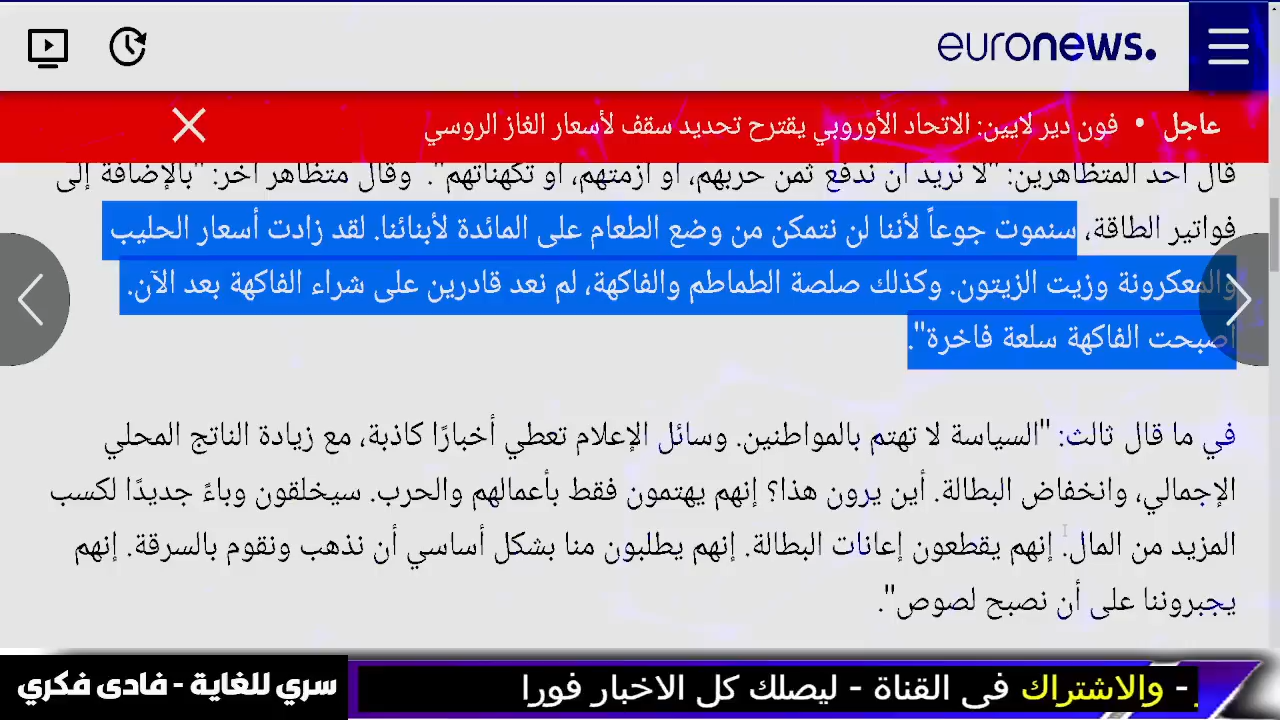 euronews.
عاجل • فون دير لايين: الاتحاد الأوروبي يقترح تحديد سقف لأسعار الغاز الروسي
قال أحد المتظاهرين: "لا نريد أن ندفع ثمن حربهم، أو أزمتهم، أو تكهناتهم". وقال متظاهر آخر: "بالإضافة إلى
فواتير الطاقة، سنموت جوعاً لأننا لن نتمكن من وضع الطعام على المائدة لأبنائنا. لقد زادت أسعار الحليب
والمعكرونة وزيت الزيتون. وكذلك صلصة الطماطم والفاكهة، لم نعد قادرين على شراء الفاكهة بعد الآن.
أصبحت الفاكهة سلعة فاخرة".
في ما قال ثالث: "السياسة لا تهتم بالمواطنين. وسائل الإعلام تعطي أخبارًا كاذبة، مع زيادة الناتج المحلي
الإجمالي، وانخفاض البطالة. أين يرون هذا؟ إنهم يهتمون فقط بأعمالهم والحرب. سيخلقون وباءً جديدًا لكسب
المزيد من المال. إنهم يقطعون إعانات البطالة. إنهم يطلبون منا بشكل أساسي أن نذهب ونقوم بالسرقة. إنهم
يجبروننا على أن نصبح لصوص".
- والاشتراك فى القناة - ليصلك كل الاخبار فورا
سري للغاية - فادى فكري